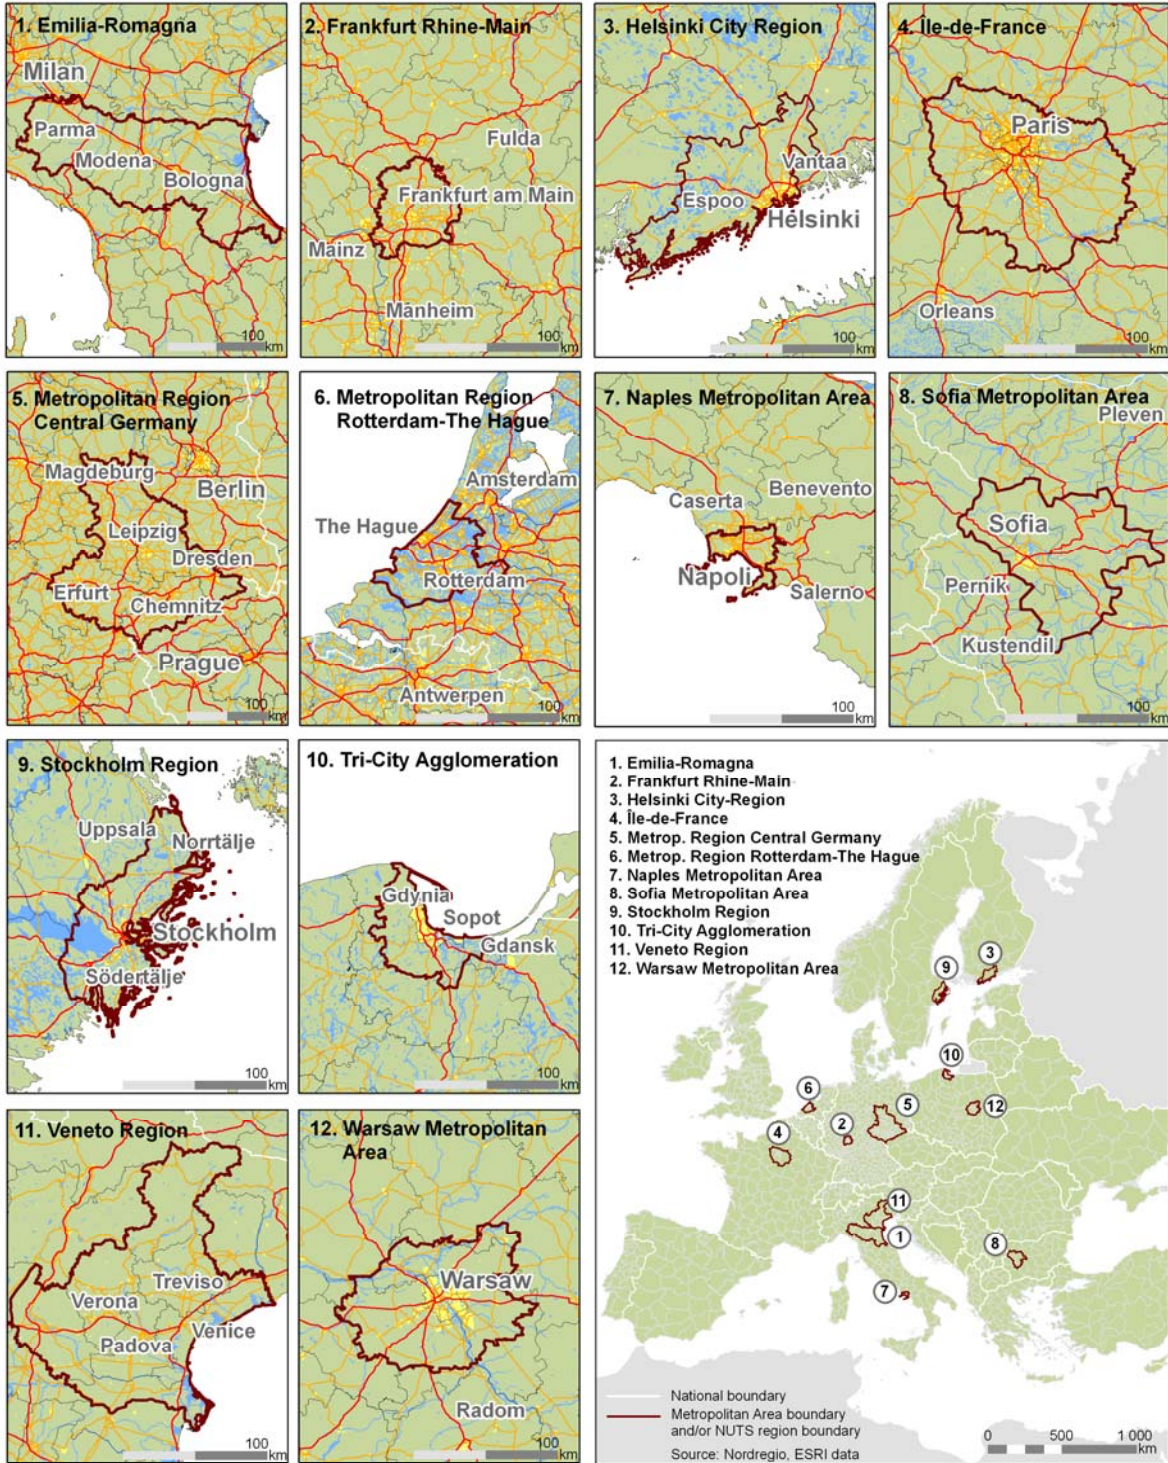 1. Emilia-Romagna
Milan
Parma
Modena
Bologna
100
km
2. Frankfurt Rhine-Main
Fulda
Frankfurt am Main
Mainz
Manheim
100
km
3. Helsinki City Region
Vantaa
Espoo
Helsinki
100
km
4. Île-de-France
Paris
Orleans
100
km
5. Metropolitan Region
Central Germany
Magdeburg
Berlin
Leipzig
Dresden
Erfurt
Chemnitz
Prague
100
km
6. Metropolitan Region
Rotterdam-The Hague
Amsterdam
The Hague
Rotterdam
Antwerpen
100
km
7. Naples Metropolitan Area
Caserta
Benevento
Napoli
Salerno
100
km
8. Sofia Metropolitan Area
Pleven
Sofia
Pernik
Kustendil
100
km
9. Stockholm Region
Uppsala
Norrtälje
Stockholm
Södertälje
100
km
10. Tri-City Agglomeration
Gdynia
Sopot
Gdansk
100
km
11. Veneto Region
Treviso
Verona
Venice
Padova
100
km
12. Warsaw Metropolitan
Area
Warsaw
Radom
100
km
1. Emilia-Romagna
2. Frankfurt Rhine-Main
3. Helsinki City-Region
4. Île-de-France
5  Metrop. Region Central Germany
6. Metrop. Region Rotterdam-The Hague
7. Naples Metropolitan Area
8. Sofia Metropolitan Area
9. Stockholm Region
10. Tri-City Agglomeration
11. Veneto Region
12. Warsaw Metropolitan Area
9
3
10
6
5
12
2
4
11
1
8
7
National boundary
Metropolitan Area boundary
and/or NUTS region boundary
Source: Nordregio, ESRI data
0 500 1 000
km